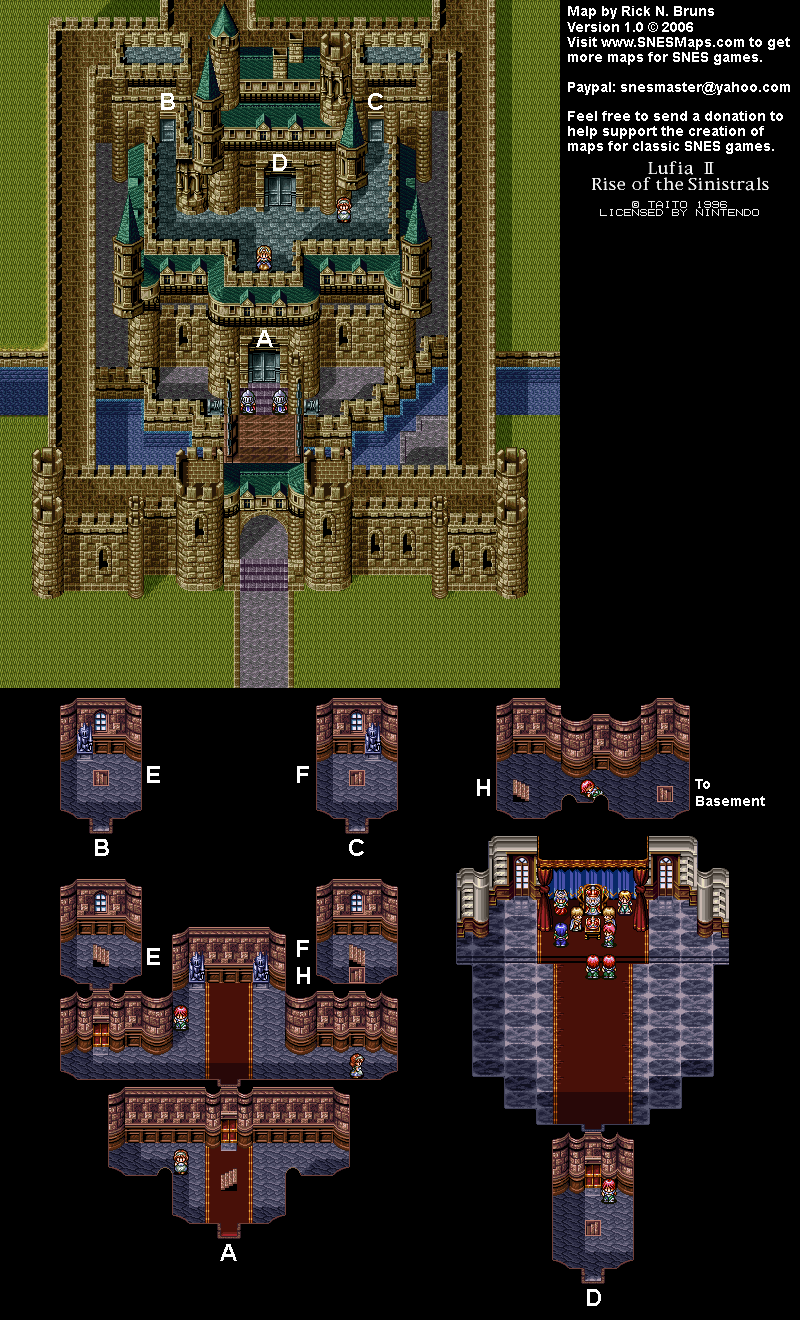 Map by Rick N. Bruns
Version 1.0 © 2006
Visit www.SNESMaps.com to get
more maps for SNES games.
Paypal: snesmaster@yahoo.com
Feel free to send a donation to
help support the creation of
maps for classic SNES games.
Lufia II
Rise of the Sinistrals
© TAITO 1996
LICENSED BY NINTENDO
B
C
D
A
E
F
H
To
Basement
B
C
E
F
H
A
D